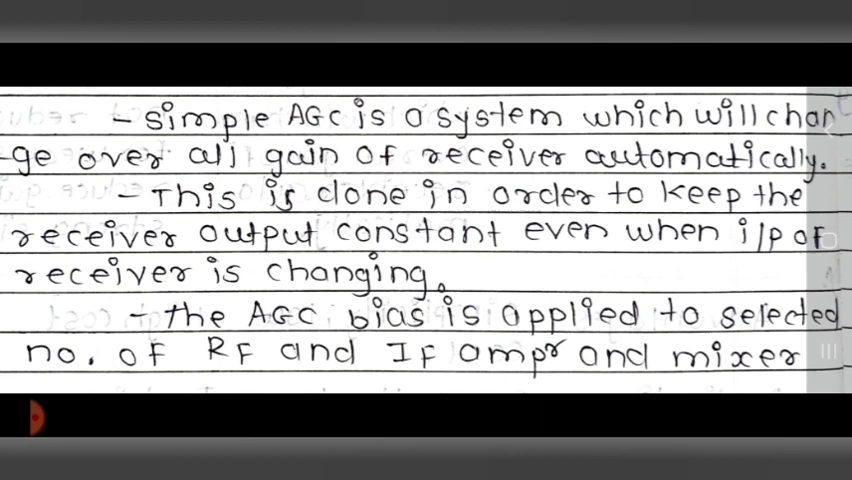 - Simple AGC is a system which will chan
-ge over all gain of receiver automatically.
- This is done in order to keep the
receiver output constant even when i/p of
receiver is changing.
- The AGC bias is applied to selected
no. of RF and IF ampr and mixer